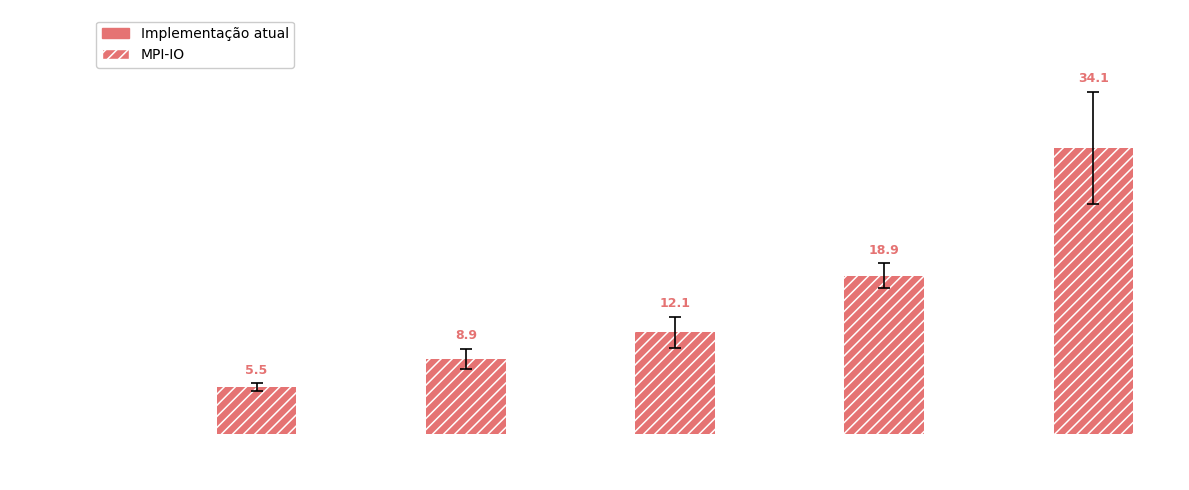 Implementação atual
MPI-IO
34.1
18.9
12.1
8.9
5.5